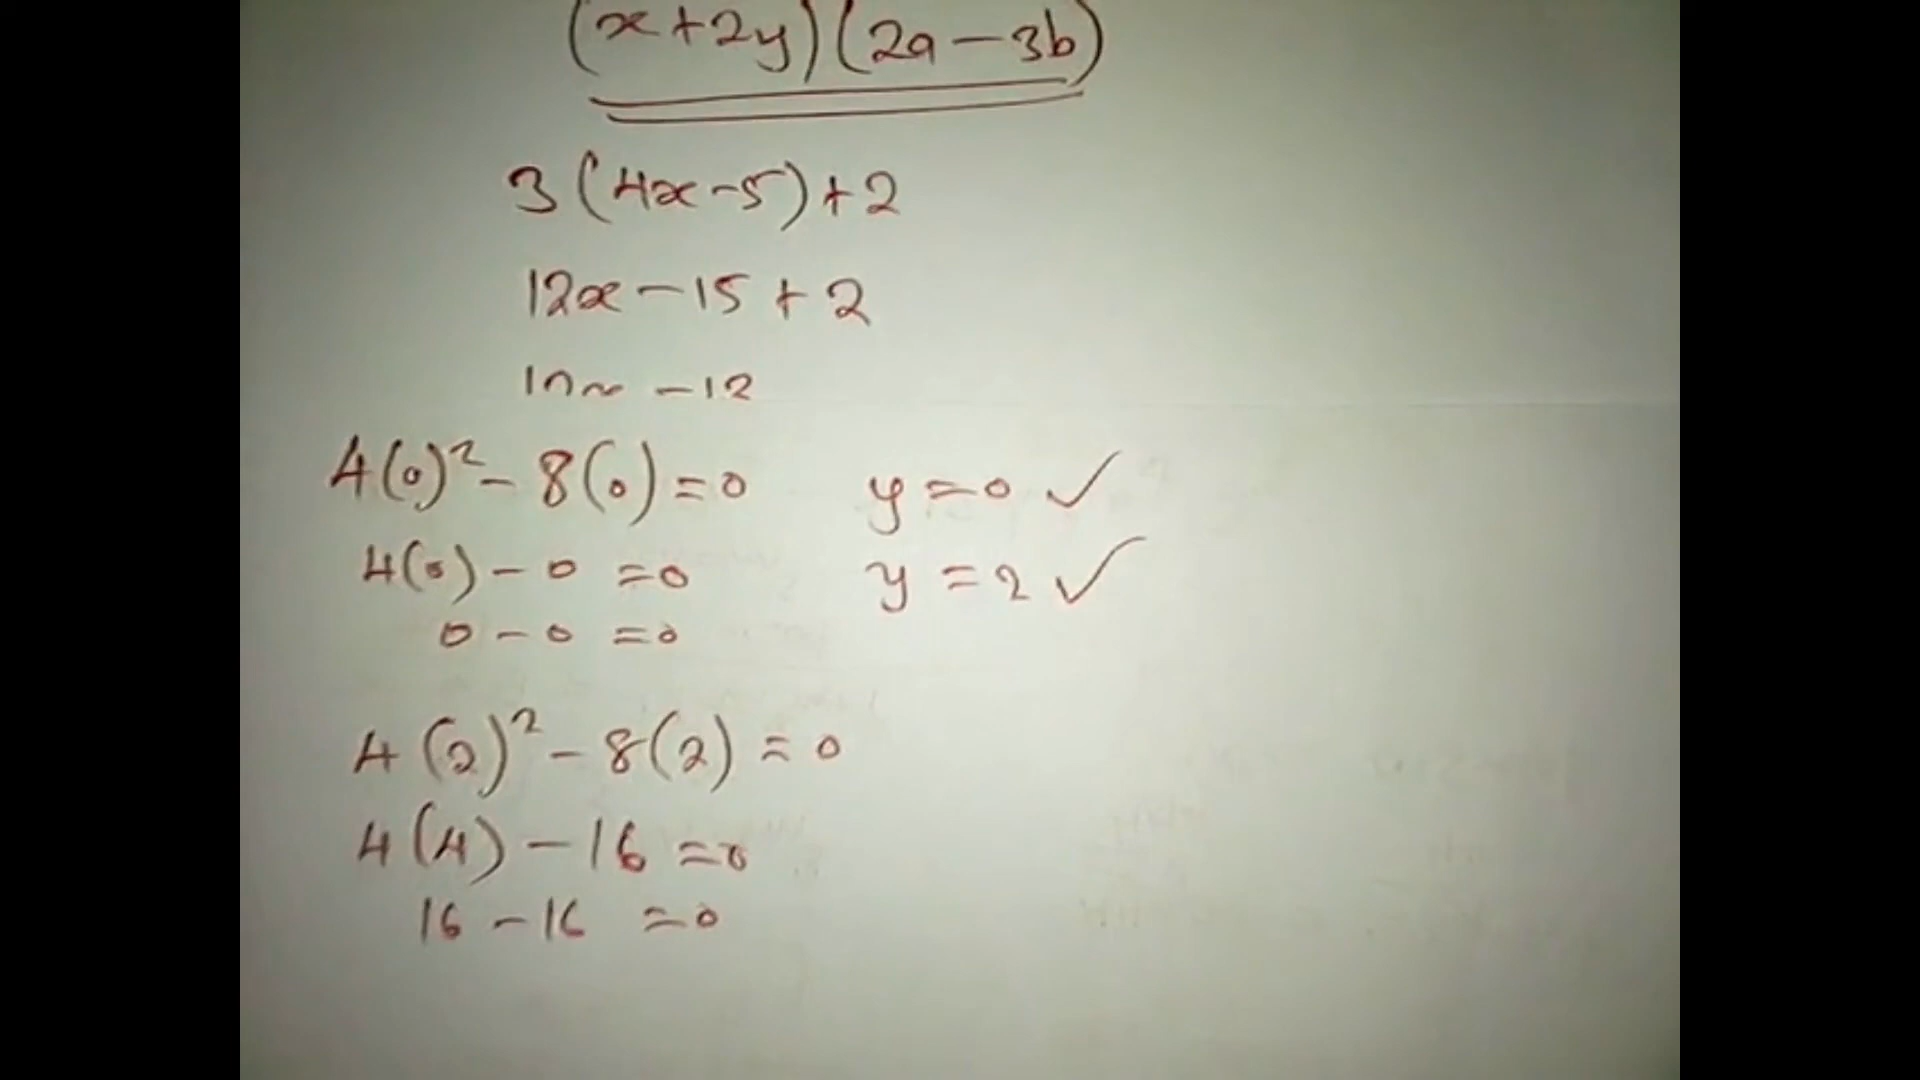 (x+2y)(2a-3b)
3(4x-5)+2
12x-15+2
4(0)²-8(0)=0 y=0 ✓
4(0)-0=0 y=2 ✓
0-0=0
4(2)²-8(2)=0
4(4)-16=0
16-16=0